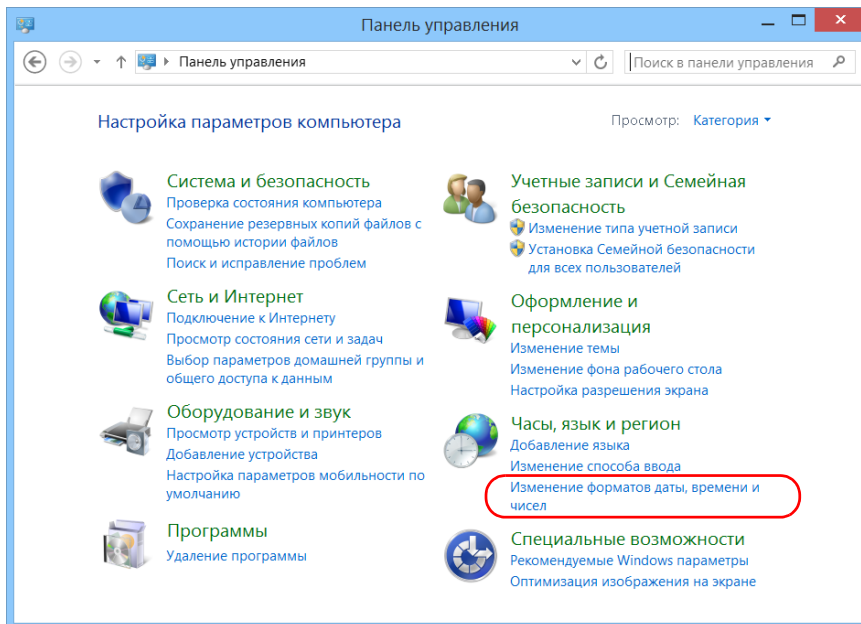 Панель управления
Панель управления
Поиск в панели управления
Настройка параметров компьютера
Просмотр: Категория
Система и безопасность
Проверка состояния компьютера
Сохранение резервных копий файлов с
помощью истории файлов
Поиск и исправление проблем
Сеть и Интернет
Подключение к Интернету
Просмотр состояния сети и задач
Выбор параметров домашней группы и
общего доступа к данным
Оборудование и звук
Просмотр устройств и принтеров
Добавление устройства
Настройка параметров мобильности по
умолчанию
Программы
Удаление программы
Учетные записи и Семейная
безопасность
Изменение типа учетной записи
Установка Семейной безопасности
для всех пользователей
Оформление и
персонализация
Изменение темы
Изменение фона рабочего стола
Настройка разрешения экрана
Часы, язык и регион
Добавление языка
Изменение способа ввода
Изменение форматов даты, времени и
чисел
Специальные возможности
Рекомендуемые Windows параметры
Оптимизация изображения на экране